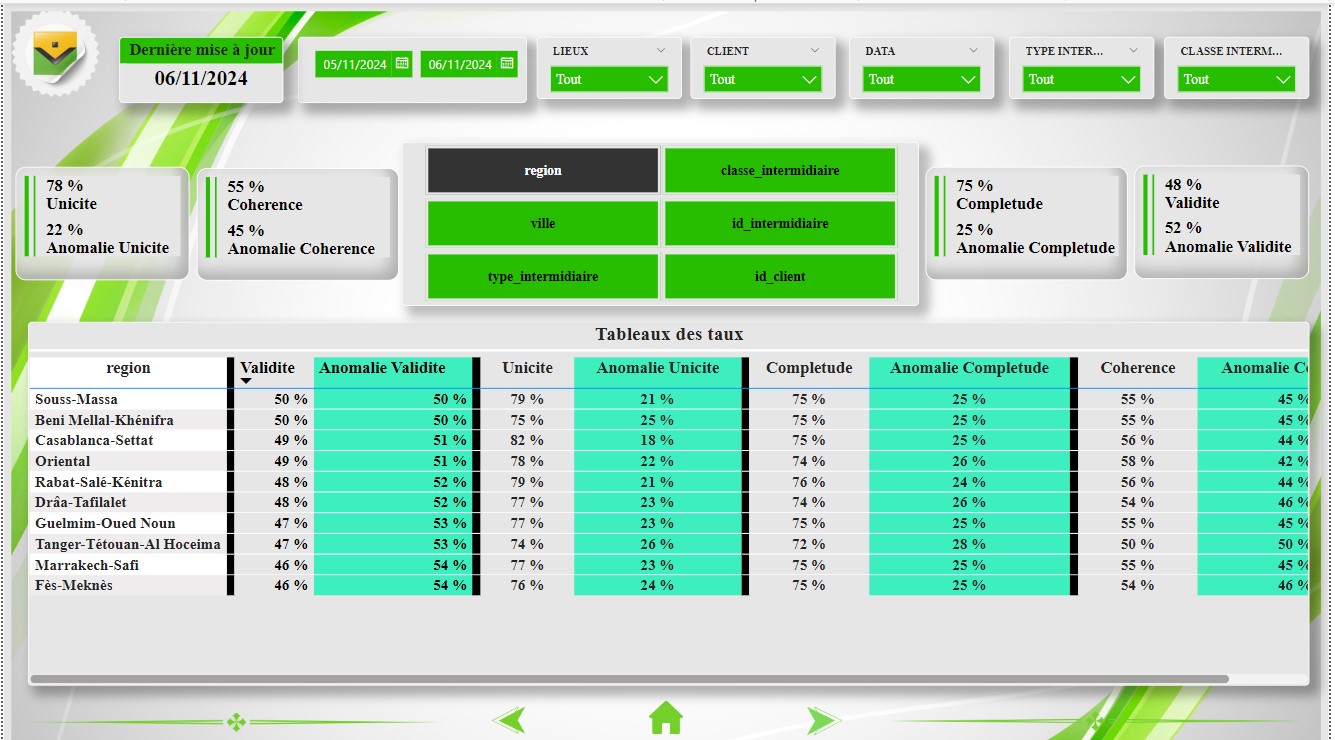 Dernière mise à jour
06/11/2024
05/11/2024
06/11/2024
LIEUX
Tout
CLIENT
Tout
DATA
Tout
TYPE INTER...
Tout
CLASSE INTERM...
Tout
78 %
Unicite
22 %
Anomalie Unicite
55 %
Coherence
45 %
Anomalie Coherence
region
classe_intermidiaire
ville
id_intermidiaire
type_intermidiaire
id_client
75 %
Completude
25 %
Anomalie Completude
48 %
Validite
52 %
Anomalie Validite
Tableaux des taux
region Validite Anomalie Validite Unicite Anomalie Unicite Completude Anomalie Completude Coherence Anomalie Co
Souss-Massa 50 % 50 % 79 % 21 % 75 % 25 % 55 % 45 %
Beni Mellal-Khénifra 50 % 50 % 75 % 25 % 75 % 25 % 55 % 45 %
Casablanca-Settat 49 % 51 % 82 % 18 % 75 % 25 % 56 % 44 %
Oriental 49 % 51 % 78 % 22 % 74 % 26 % 58 % 42 %
Rabat-Salé-Kénitra 48 % 52 % 79 % 21 % 76 % 24 % 56 % 44 %
Drâa-Tafilalet 48 % 52 % 77 % 23 % 74 % 26 % 54 % 46 %
Guelmim-Oued Noun 47 % 53 % 77 % 23 % 75 % 25 % 55 % 45 %
Tanger-Tétouan-Al Hoceima 47 % 53 % 74 % 26 % 72 % 28 % 50 % 50 %
Marrakech-Safi 46 % 54 % 77 % 23 % 75 % 25 % 55 % 45 %
Fès-Meknès 46 % 54 % 76 % 24 % 75 % 25 % 54 % 46 %